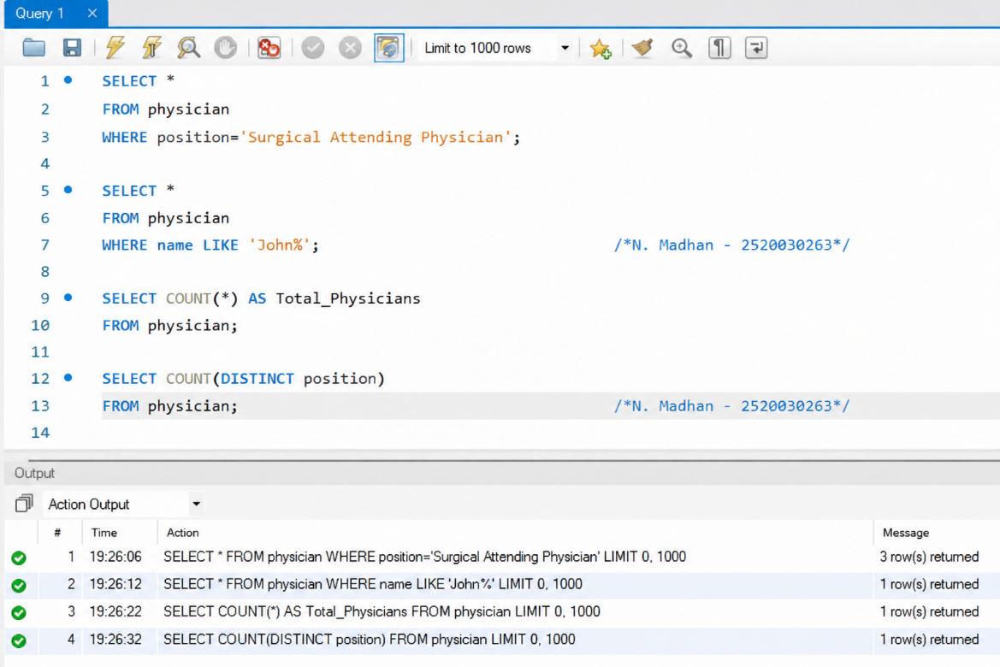 Query 1 ×
Limit to 1000 rows
1 SELECT *
2 FROM physician
3 WHERE position='Surgical Attending Physician';
4
5 SELECT *
6 FROM physician
7 WHERE name LIKE 'John%'; /*N. Madhan - 2520030263*/
8
9 SELECT COUNT(*) AS Total_Physicians
10 FROM physician;
11
12 SELECT COUNT(DISTINCT position)
13 FROM physician; /*N. Madhan - 2520030263*/
14
Output
Action Output
# Time Action Message
1 19:26:06 SELECT * FROM physician WHERE position='Surgical Attending Physician' LIMIT 0, 1000 3 row(s) returned
2 19:26:12 SELECT * FROM physician WHERE name LIKE 'John%' LIMIT 0, 1000 1 row(s) returned
3 19:26:22 SELECT COUNT(*) AS Total_Physicians FROM physician LIMIT 0, 1000 1 row(s) returned
4 19:26:32 SELECT COUNT(DISTINCT position) FROM physician LIMIT 0, 1000 1 row(s) returned